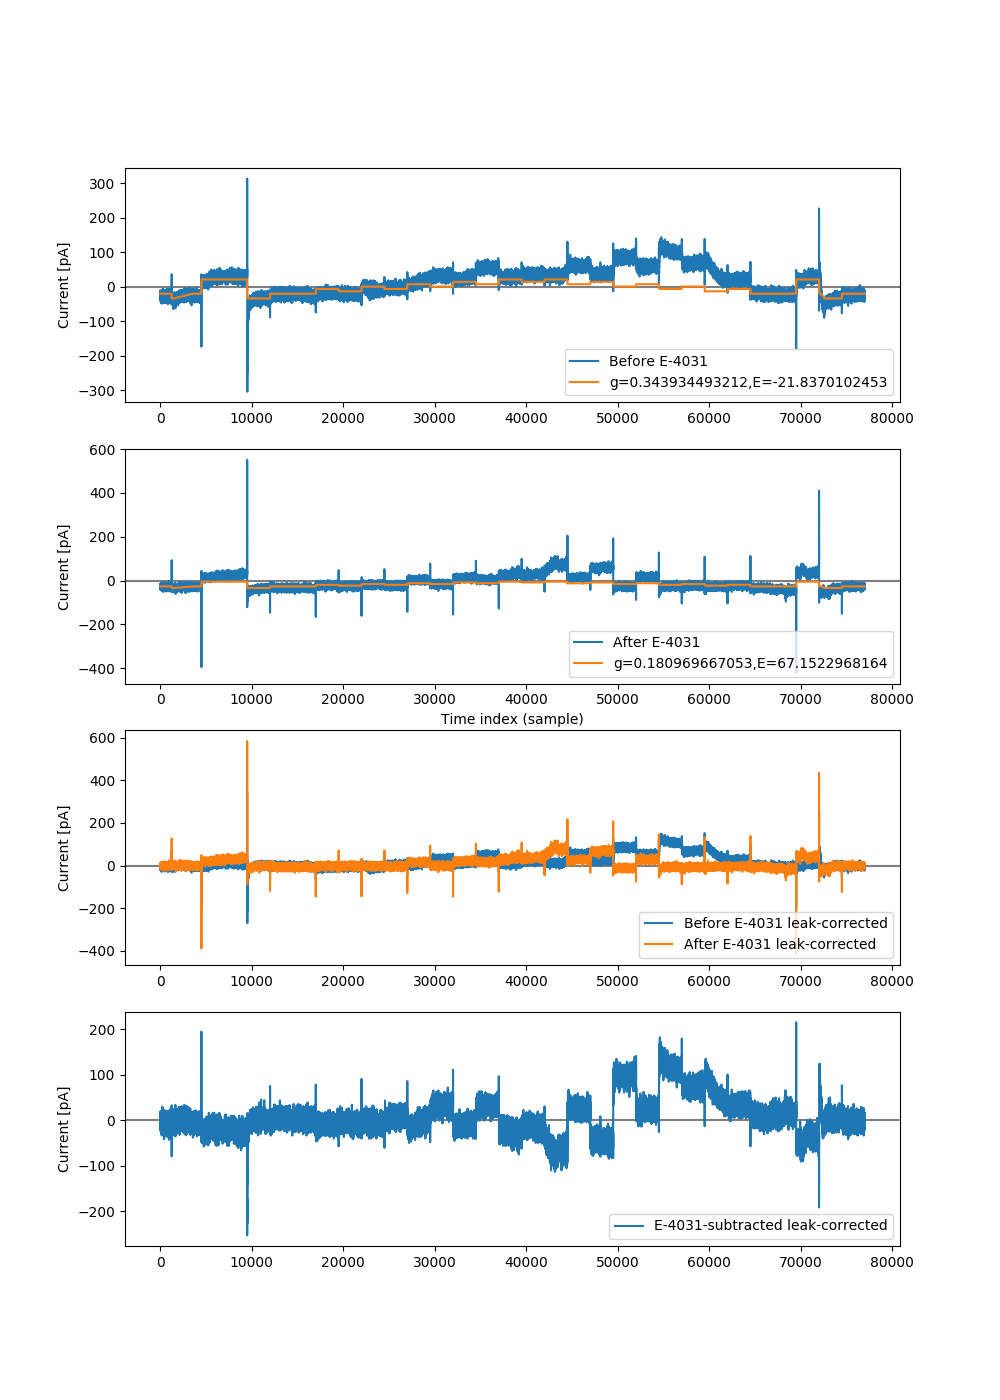 300
200
100
0
−100
−200
−300
Current [pA]
Before E-4031
g=0.343934493212,E=-21.8370102453
0 10000 20000 30000 40000 50000 60000 70000 80000
600
400
200
0
−200
−400
Current [pA]
After E-4031
g=0.180969667053,E=67.1522968164
0 10000 20000 30000 40000 50000 60000 70000 80000
Time index (sample)
600
400
200
0
−200
−400
Current [pA]
Before E-4031 leak-corrected
After E-4031 leak-corrected
0 10000 20000 30000 40000 50000 60000 70000 80000
200
100
0
−100
−200
Current [pA]
E-4031-subtracted leak-corrected
0 10000 20000 30000 40000 50000 60000 70000 80000